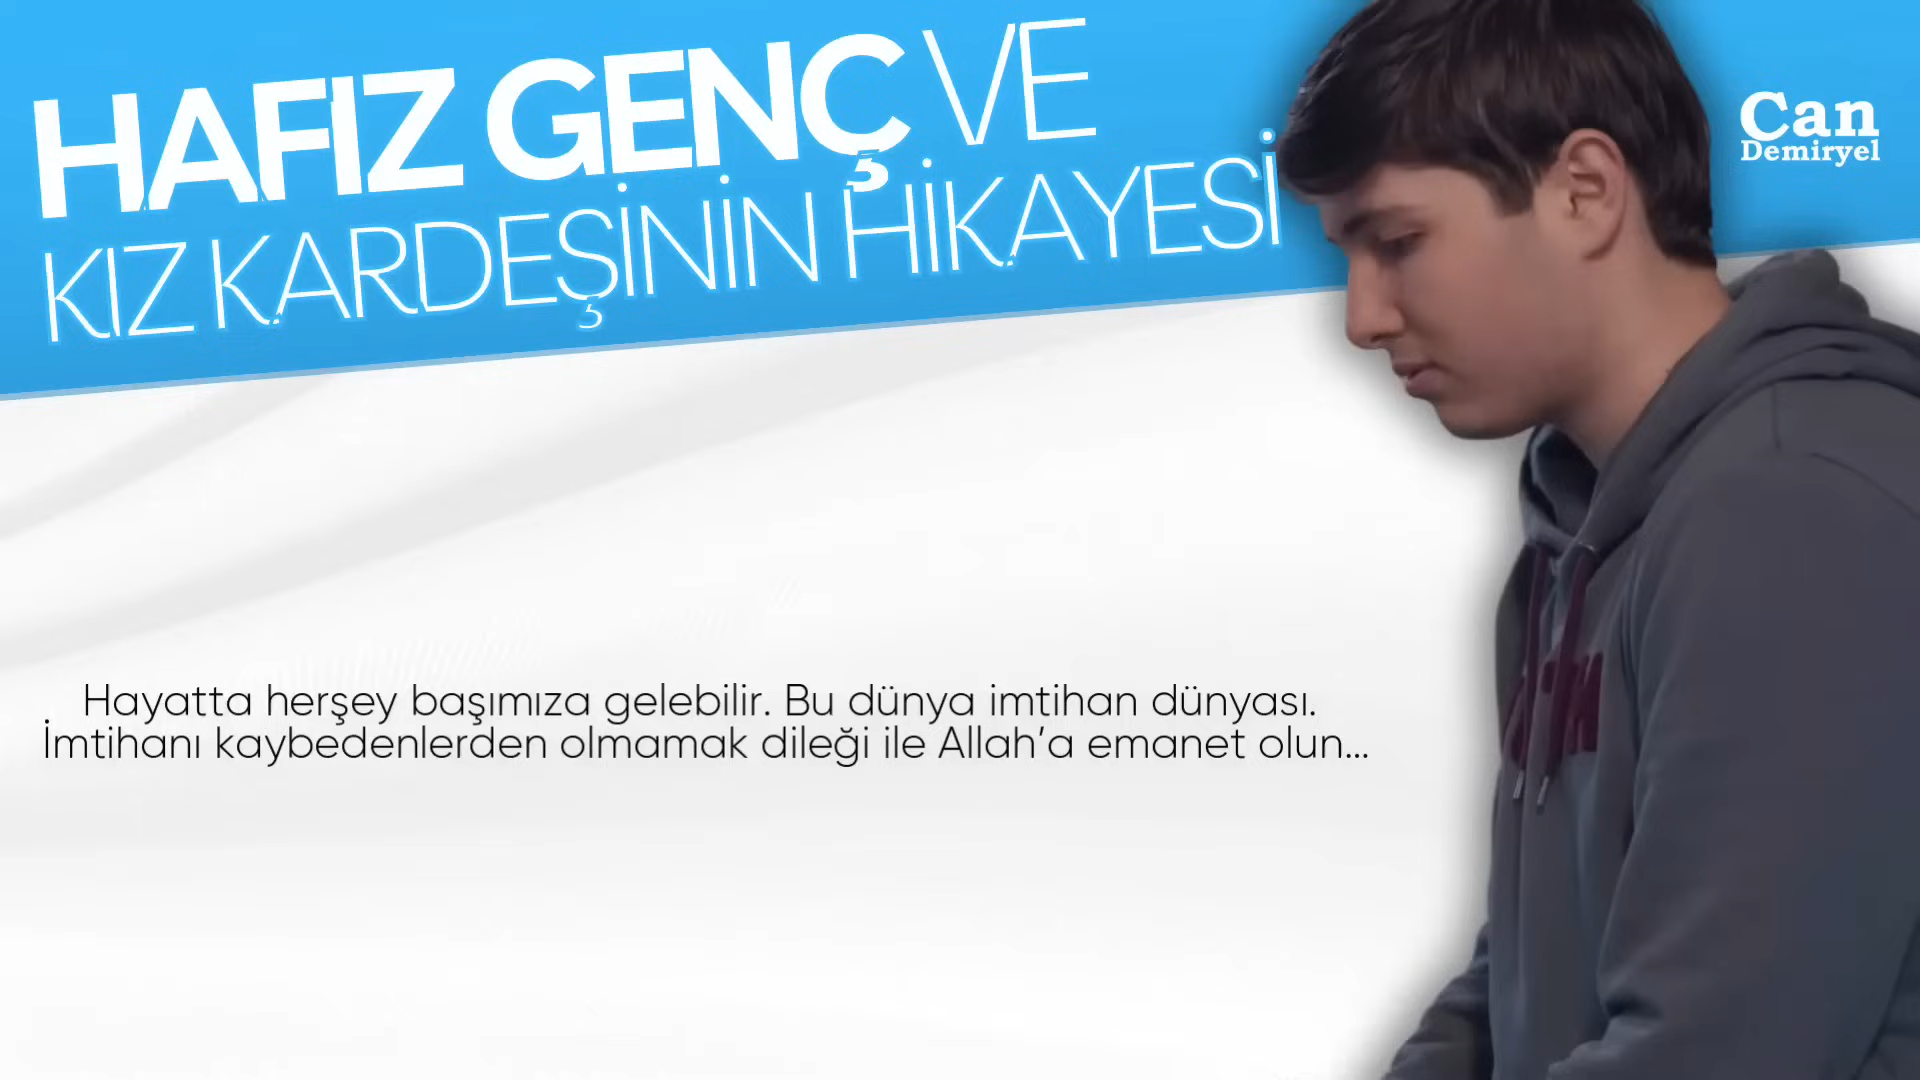 HAFIZ GENÇ VE
KIZ KARDEŞİNİN HİKAYESİ
Can
Demiryel
Hayatta herşey başımıza gelebilir. Bu dünya imtihan dünyası.
İmtihanı kaybedenlerden olmamak dileği ile Allah’a emanet olun...